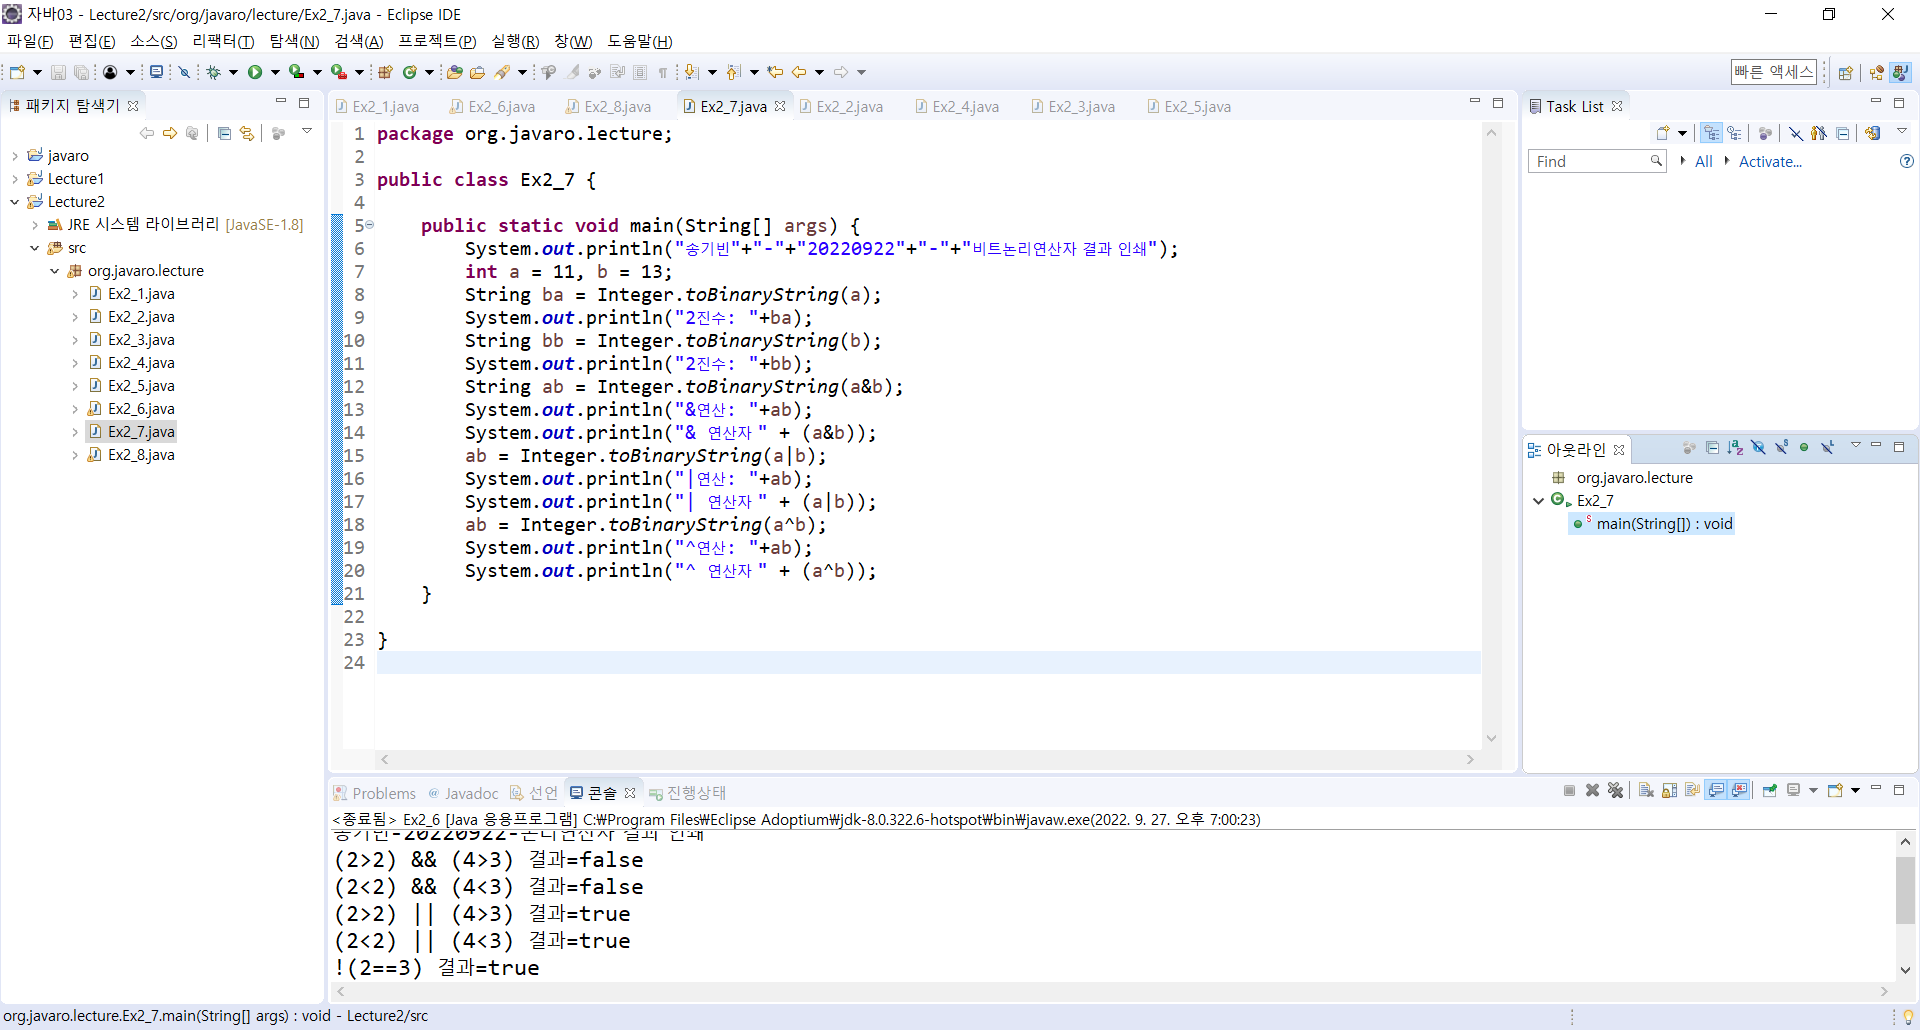 자바03 - Lecture2/src/org/javaro/lecture/Ex2_7.java - Eclipse IDE
파일(F) 편집(E) 소스(S) 리팩터(T) 탐색(N) 검색(A) 프로젝트(P) 실행(R) 창(W) 도움말(H)
빠른 액세스
패키지 탐색기
javaro
Lecture1
Lecture2
JRE 시스템 라이브러리 [JavaSE-1.8]
src
org.javaro.lecture
Ex2_1.java
Ex2_2.java
Ex2_3.java
Ex2_4.java
Ex2_5.java
Ex2_6.java
Ex2_7.java
Ex2_8.java
Ex2_1.java Ex2_6.java Ex2_8.java Ex2_7.java Ex2_2.java Ex2_4.java Ex2_3.java Ex2_5.java
1 package org.javaro.lecture;
2
3 public class Ex2_7 {
4
5 public static void main(String[] args) {
6 System.out.println("송기빈"+"-"+"20220922"+"-"+"비트논리연산자 결과 인쇄");
7 int a = 11, b = 13;
8 String ba = Integer.toBinaryString(a);
9 System.out.println("2진수: "+ba);
10 String bb = Integer.toBinaryString(b);
11 System.out.println("2진수: "+bb);
12 String ab = Integer.toBinaryString(a&b);
13 System.out.println("&연산: "+ab);
14 System.out.println("& 연산자 " + (a&b));
15 ab = Integer.toBinaryString(a|b);
16 System.out.println("|연산: "+ab);
17 System.out.println("| 연산자 " + (a|b));
18 ab = Integer.toBinaryString(a^b);
19 System.out.println("^연산: "+ab);
20 System.out.println("^ 연산자 " + (a^b));
21 }
22
23 }
24
Task List
Find All Activate...
아웃라인
org.javaro.lecture
Ex2_7
main(String[]) : void
Problems @ Javadoc 선언 콘솔 진행상태
<종료됨> Ex2_6 [Java 응용프로그램] C:₩Program Files₩Eclipse Adoptium₩jdk-8.0.322.6-hotspot₩bin₩javaw.exe(2022. 9. 27. 오후 7:00:23)
송기빈-20220922-논리연산자 결과 인쇄
(2>2) && (4>3) 결과=false
(2<2) && (4<3) 결과=false
(2>2) || (4>3) 결과=true
(2<2) || (4<3) 결과=true
!(2==3) 결과=true
org.javaro.lecture.Ex2_7.main(String[] args) : void - Lecture2/src